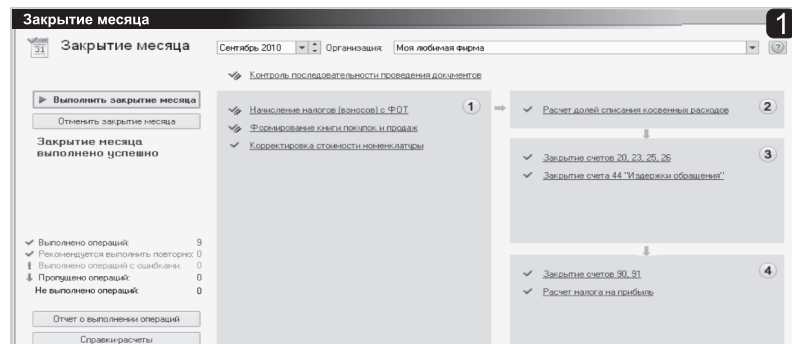 Закрытие месяца
1
31
Закрытие месяца
Сентябрь 2010
Организация:
Моя любимая фирма
?
Контроль последовательности проведения документов
Выполнить закрытие месяца
Отменить закрытие месяца
Закрытие месяца
выполнено успешно
Начисление налогов (взносов) с ФОТ
1
Формирование книги покупок и продаж
Корректировка стоимости номенклатуры
Расчет долей списания косвенных расходов
2
Закрытие счетов 20, 23, 25, 26
3
Закрытие счета 44 "Издержки обращения"
Закрытие счетов 90, 91
4
Расчет налога на прибыль
Выполнено операций: 9
Рекомендуется выполнить повторно: 0
Выполнено операций с ошибками: 0
Пропущено операций: 0
Не выполнено операций: 0
Отчет о выполнении операций
Справки-расчеты